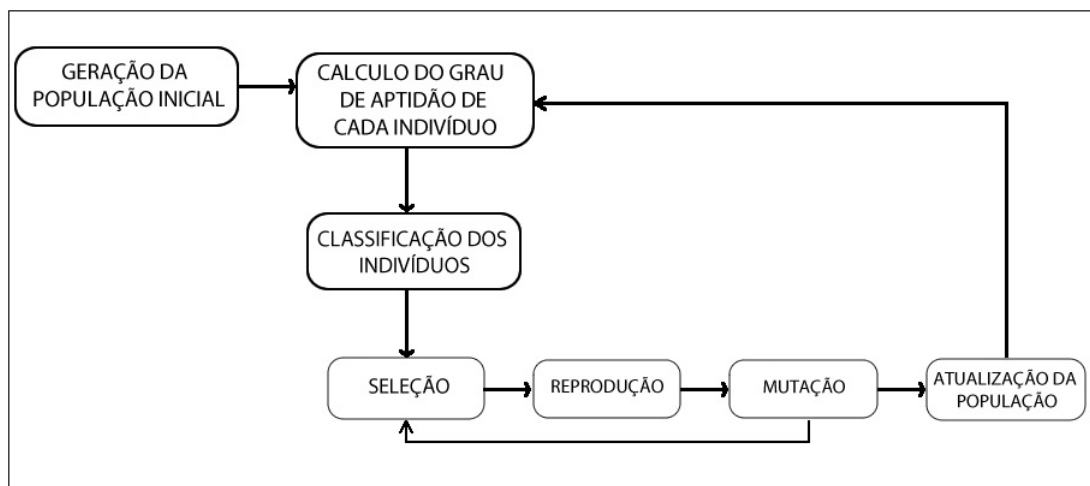 GERAÇÃO DA
POPULAÇÃO INICIAL
CALCULO DO GRAU
DE APTIDÃO DE
CADA INDIVÍDUO
CLASSIFICAÇÃO DOS
INDIVÍDUOS
SELEÇÃO
REPRODUÇÃO
MUTAÇÃO
ATUALIZAÇÃO DA
POPULAÇÃO